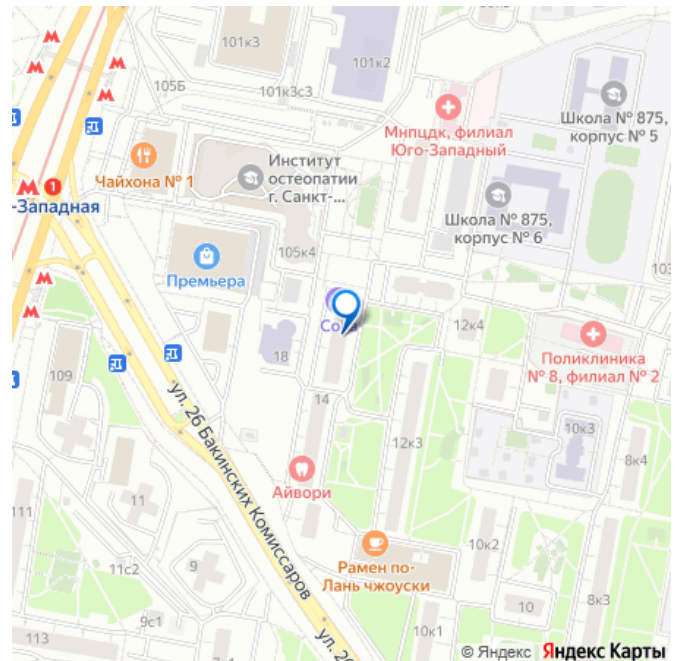 101к3
101к2
105Б
101к3с3
Мнпцдк, филиал
Юго-Западный
Школа № 875,
корпус № 5
Чайхона № 1
Институт
остеопатии
г. Санкт-...
1
-Западная
Школа № 875,
корпус № 6
105к4
Премьера
103
12к4
18
Поликлиника
№ 8, филиал № 2
109
ул. 26 Бакинских Комиссаров
14
12к3
10к3
8к4
Айвори
111
11
11с2
9
Рамен по-
Лань чжоуски
10к2
10
8к3
9с1
113
10к1
ул. 2
© Яндекс
Яндекс Карты